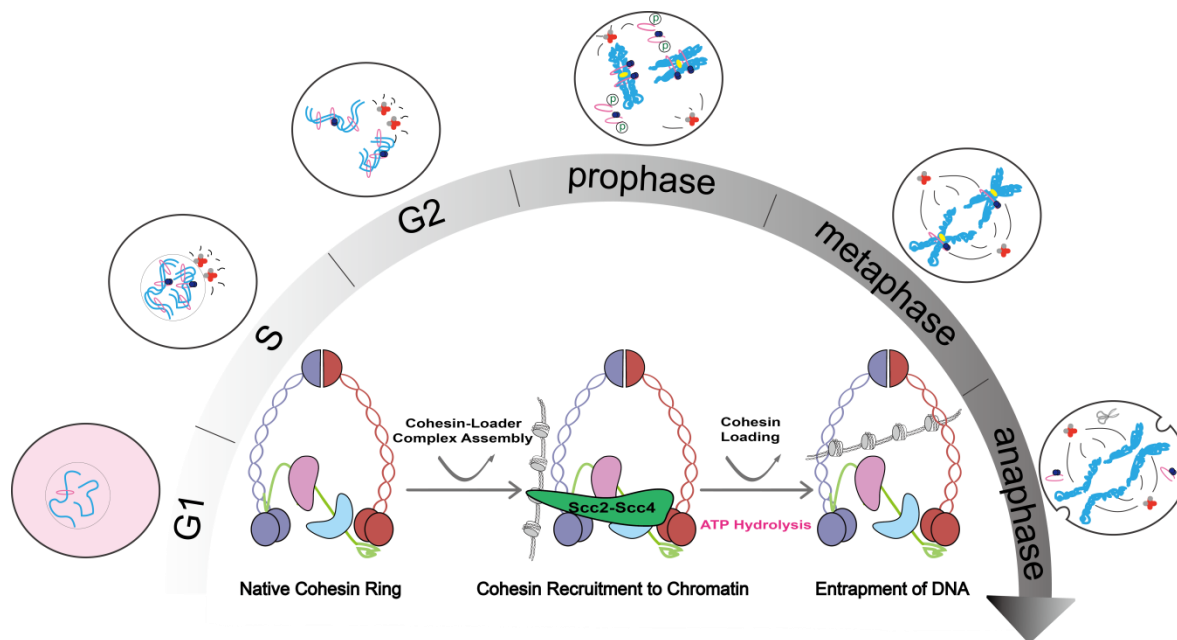 G1
S
G2
prophase
metaphase
anaphase
P
P
P
P
Cohesin-Loader
Complex Assembly
Cohesin
Loading
Scc2-Scc4
ATP Hydrolysis
Native Cohesin Ring
Cohesin Recruitment to Chromatin
Entrapment of DNA